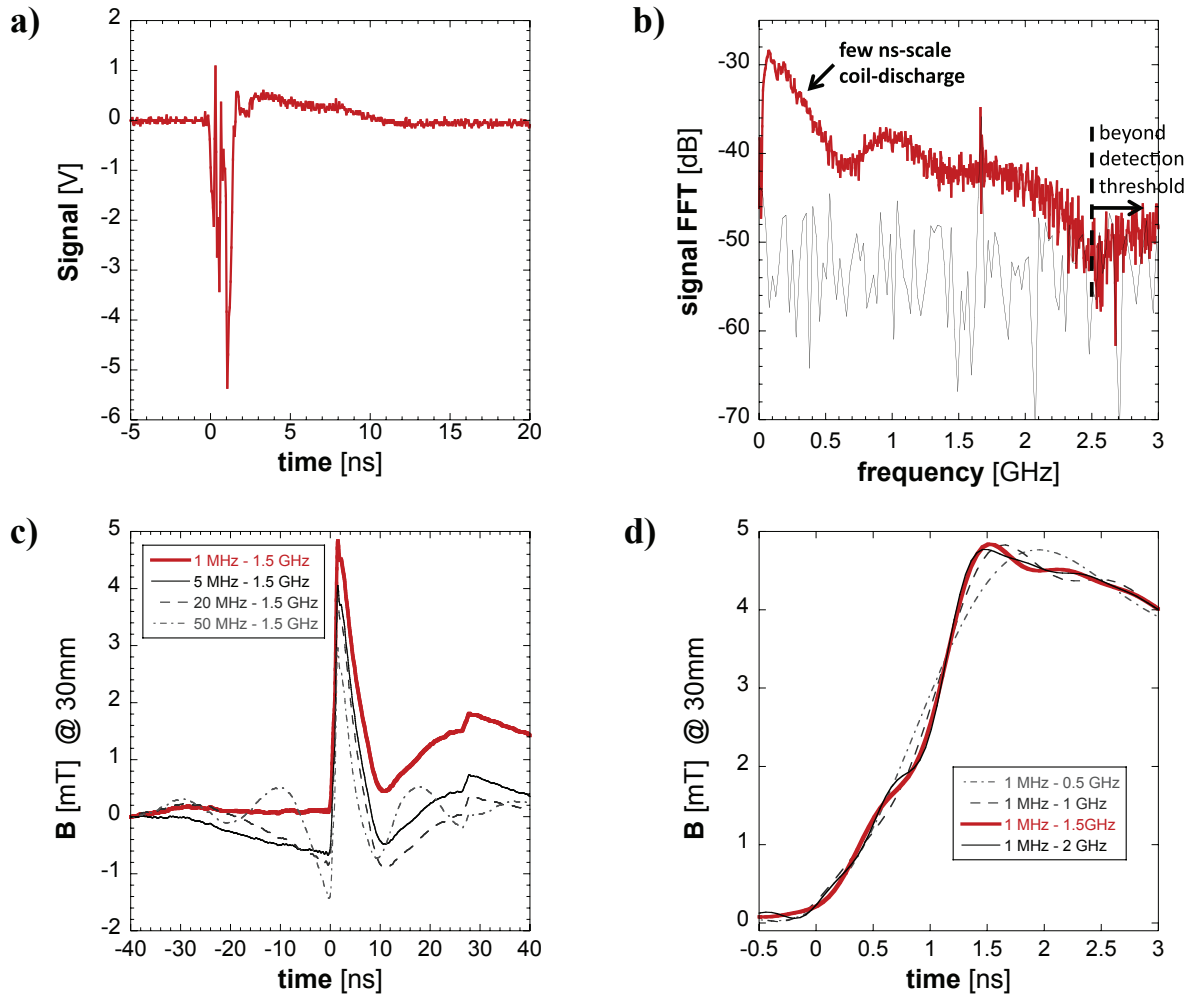 a)
Signal [V]
2
1
0
-1
-2
-3
-4
-5
-6
-5
0
5
10
15
20
time [ns]
b)
signal FFT [dB]
-30
-40
-50
-60
-70
few ns-scale
coil-discharge
beyond
detection
threshold
0
0.5
1
1.5
2
2.5
3
frequency [GHz]
c)
B [mT] @ 30mm
5
4
3
2
1
0
-1
-2
1 MHz - 1.5 GHz
5 MHz - 1.5 GHz
20 MHz - 1.5 GHz
50 MHz - 1.5 GHz
-40
-30
-20
-10
0
10
20
30
40
time [ns]
d)
B [mT] @ 30mm
5
4
3
2
1
0
1 MHz - 0.5 GHz
1 MHz - 1 GHz
1 MHz - 1.5GHz
1 MHz - 2 GHz
-0.5
0
0.5
1
1.5
2
2.5
3
time [ns]